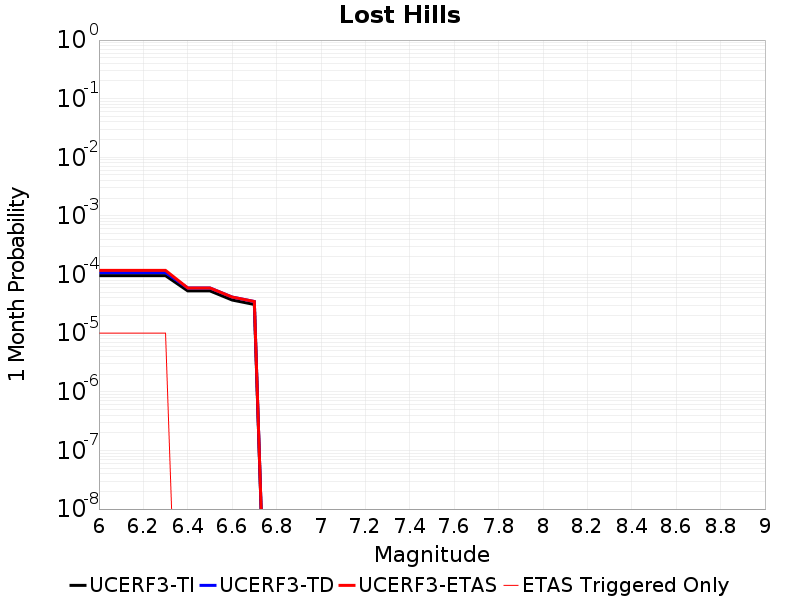 Lost Hills
10^0
10^-1
10^-2
10^-3
10^-4
10^-5
10^-6
10^-7
10^-8
1 Month Probability
6 6.2 6.4 6.6 6.8 7 7.2 7.4 7.6 7.8 8 8.2 8.4 8.6 8.8 9
Magnitude
UCERF3-TI UCERF3-TD UCERF3-ETAS ETAS Triggered Only